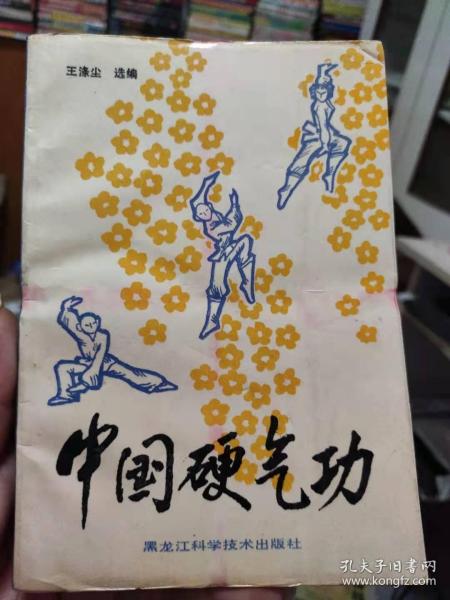 王涤尘 选编
中国硬气功
黑龙江科学技术出版社
孔夫子旧书网
www.kongfz.com